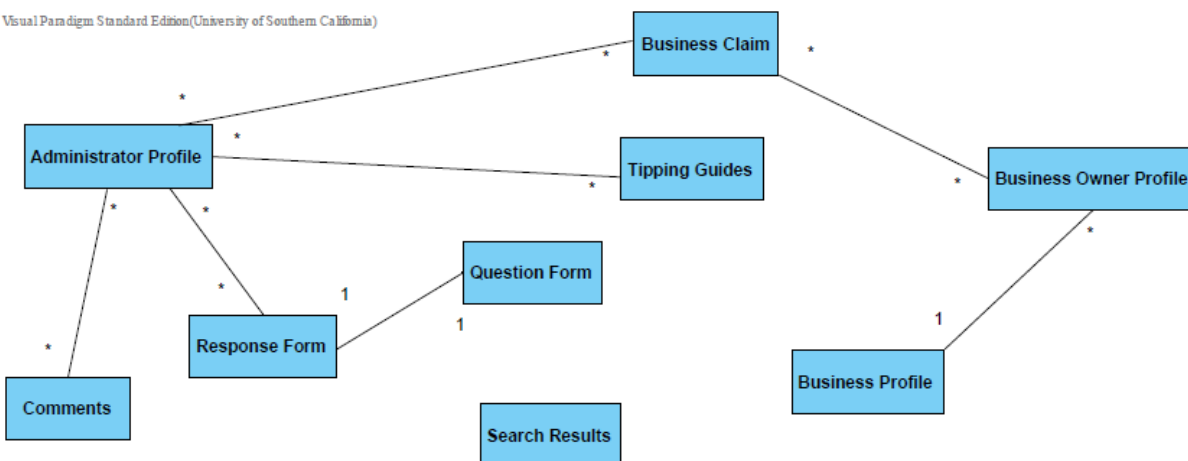 Visual Paradigm Standard Edition(University of Southern California)
Business Claim
*
*
*
*
Administrator Profile
Tipping Guides
*
*
Business Owner Profile
*
*
*
Question Form
1
*
1
1
Response Form
*
Business Profile
Comments
Search Results